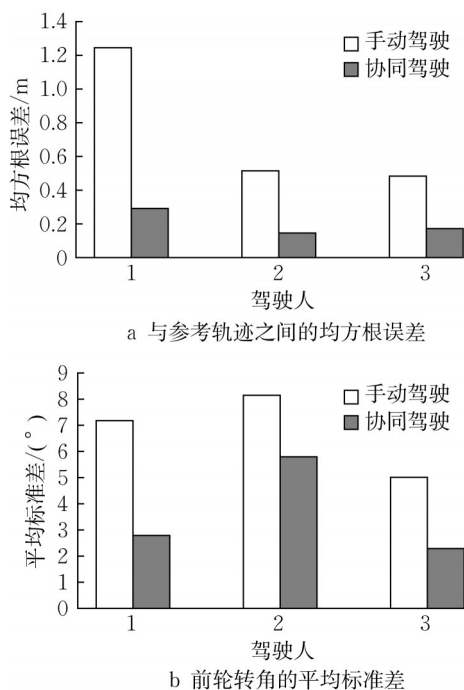 1.4
1.2
1.0
0.8
0.6
0.4
0.2
0
均方根误差/m
手动驾驶
协同驾驶
1 2 3
驾驶人
a 与参考轨迹之间的均方根误差
9
8
7
6
5
4
3
2
1
0
平均标准差/(°)
手动驾驶
协同驾驶
1 2 3
驾驶人
b 前轮转角的平均标准差